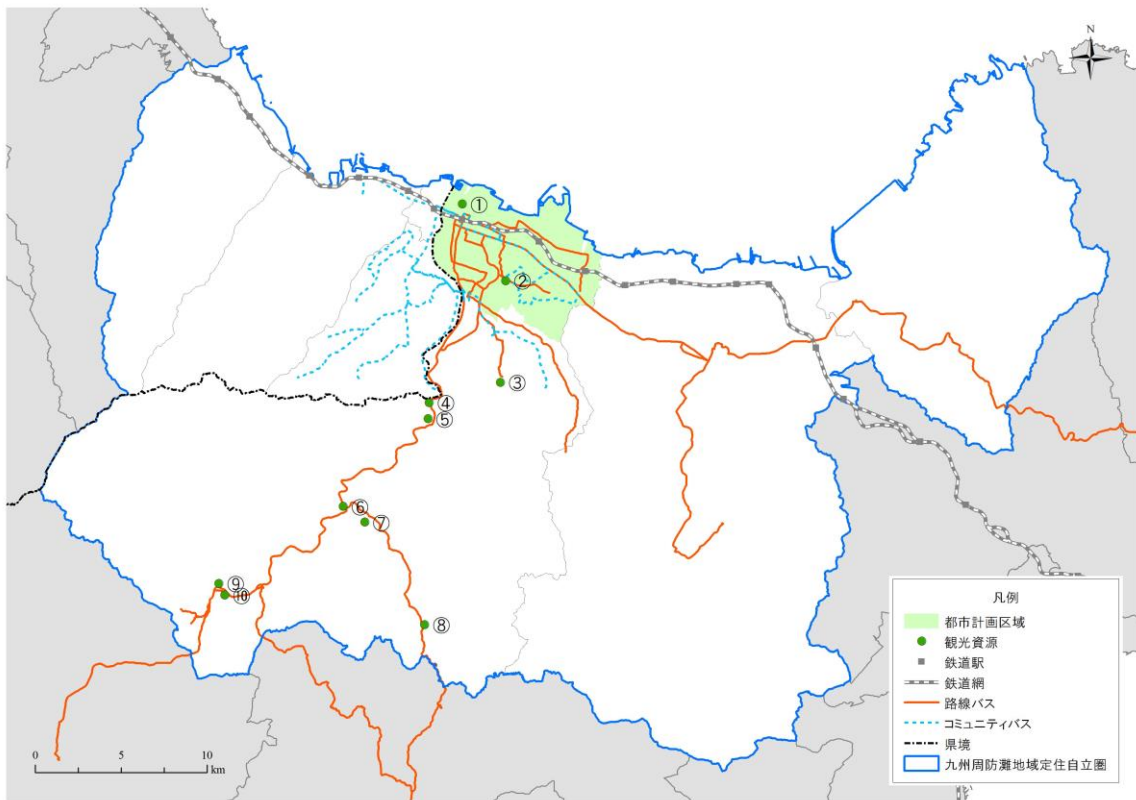 N
①
②
③
④
⑤
⑥
⑦
⑧
⑨
⑩
凡例
都市計画区域
観光資源
鉄道駅
鉄道網
路線バス
コミュニティバス
県境
九州周防灘地域定住自立圏
0 5 10
km